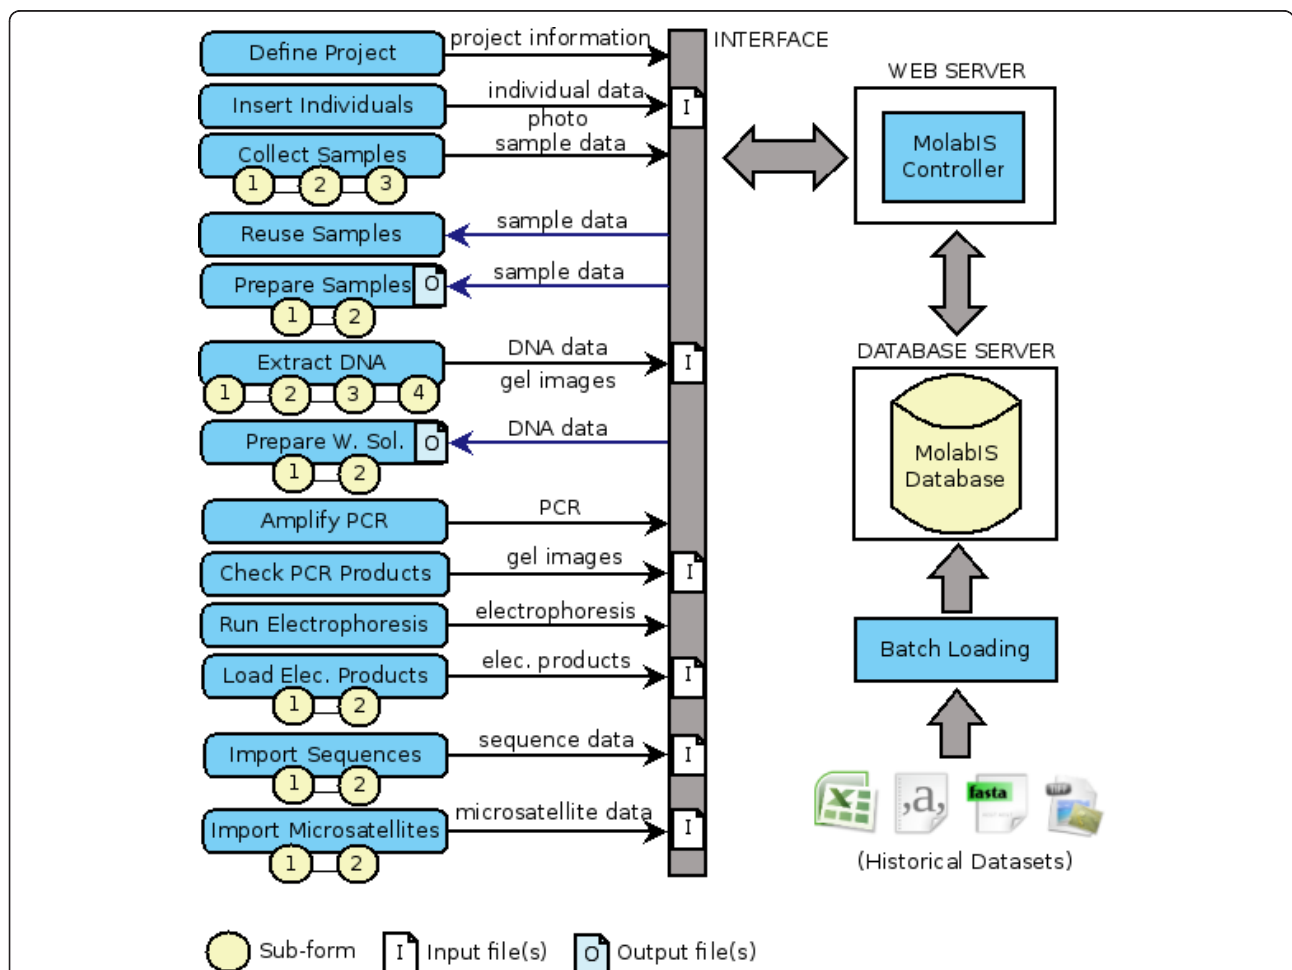 Define Project
project information
INTERFACE
Insert Individuals
individual data
photo
I
Collect Samples
sample data
1 2 3
Reuse Samples
sample data
Prepare Samples
O
sample data
1 2
Extract DNA
DNA data
gel images
I
1 2 3 4
Prepare W. Sol.
O
DNA data
1 2
Amplify PCR
PCR
Check PCR Products
gel images
I
Run Electrophoresis
electrophoresis
Load Elec. Products
elec. products
I
1 2
Import Sequences
sequence data
I
1 2
Import Microsatellites
microsatellite data
I
1 2
WEB SERVER
MolabIS
Controller
DATABASE SERVER
MolabIS
Database
Batch Loading
,a,
fasta
TIFF
(Historical Datasets)
Sub-form
I
Input file(s)
O
Output file(s)